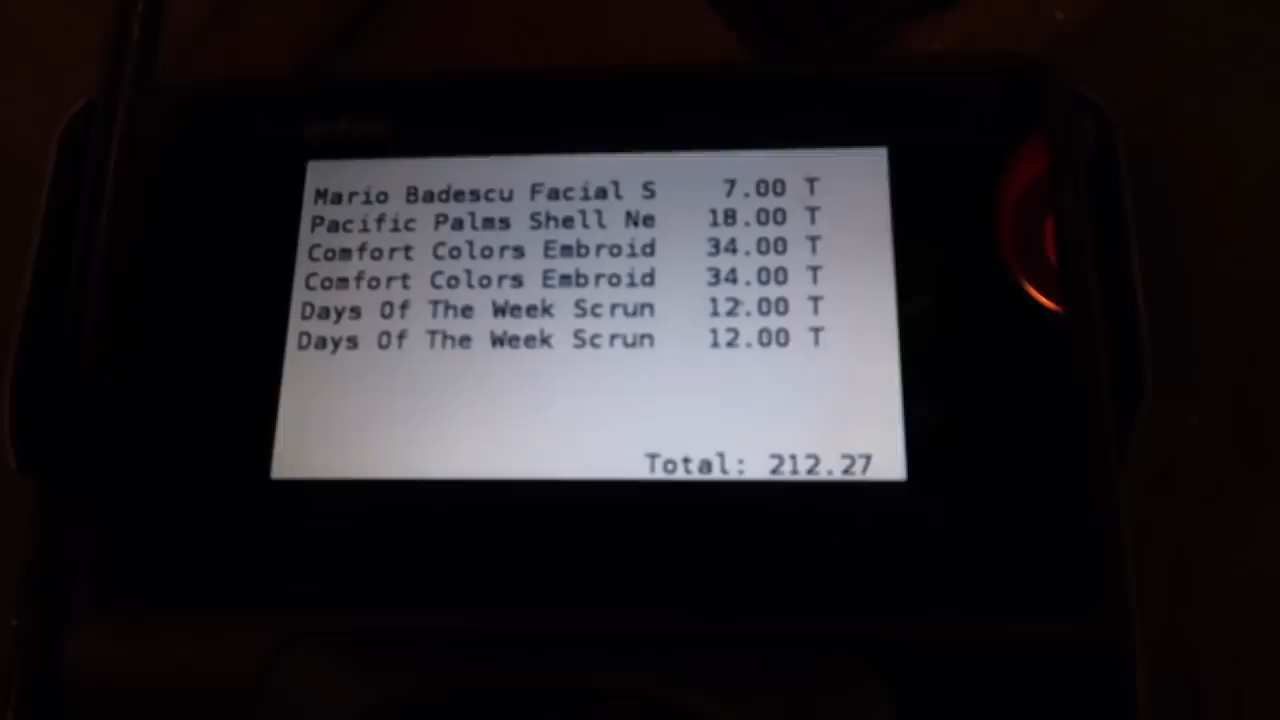 Mario Badescu Facial S 7.00 T
Pacific Palms Shell Ne 18.00 T
Comfort Colors Embroid 34.00 T
Comfort Colors Embroid 34.00 T
Days Of The Week Scrun 12.00 T
Days Of The Week Scrun 12.00 T
Total: 212.27